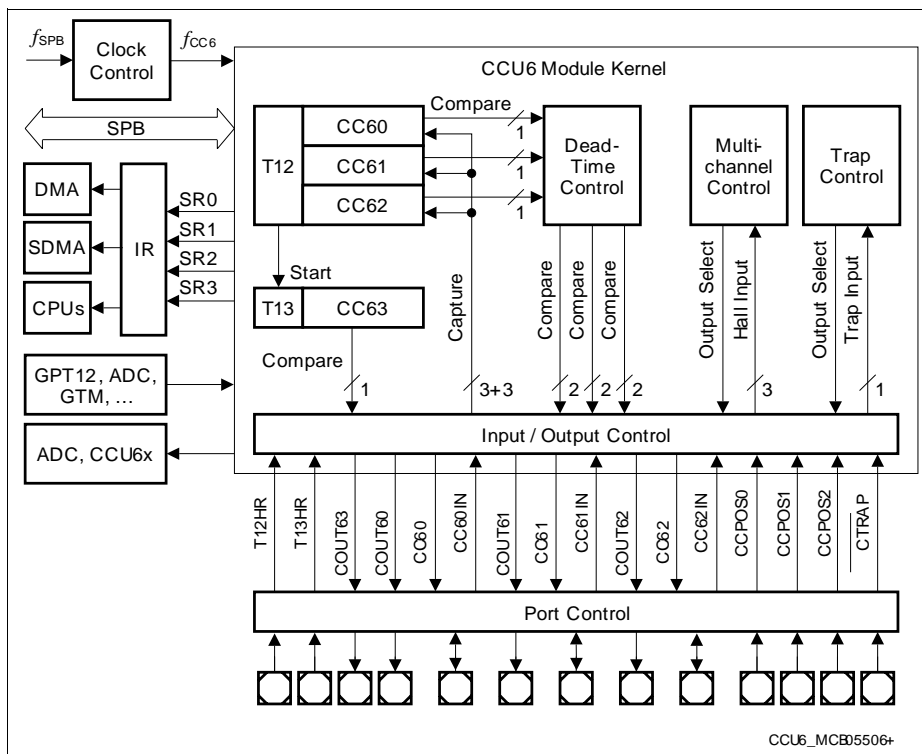 fSPB
Clock
Control
fCC6
CCU6 Module Kernel
SPB
DMA
SDMA
CPUs
IR
SR0
SR1
SR2
SR3
GPT12, ADC,
GTM, …
ADC, CCU6x
T12
CC60
CC61
CC62
Compare
1
1
1
Dead-
Time
Control
Multi-
channel
Control
Trap
Control
Start
T13
CC63
Compare
1
Capture
3+3
Compare
Compare
Compare
2
2
2
Output Select
Hall Input
3
Output Select
Trap Input
1
Input / Output Control
T12HR
T13HR
COUT63
COUT60
CC60
CC60IN
COUT61
CC61
CC61IN
COUT62
CC62
CC62IN
CCPOS0
CCPOS1
CCPOS2
CTRAP
Port Control
CCU6_MCB05506+